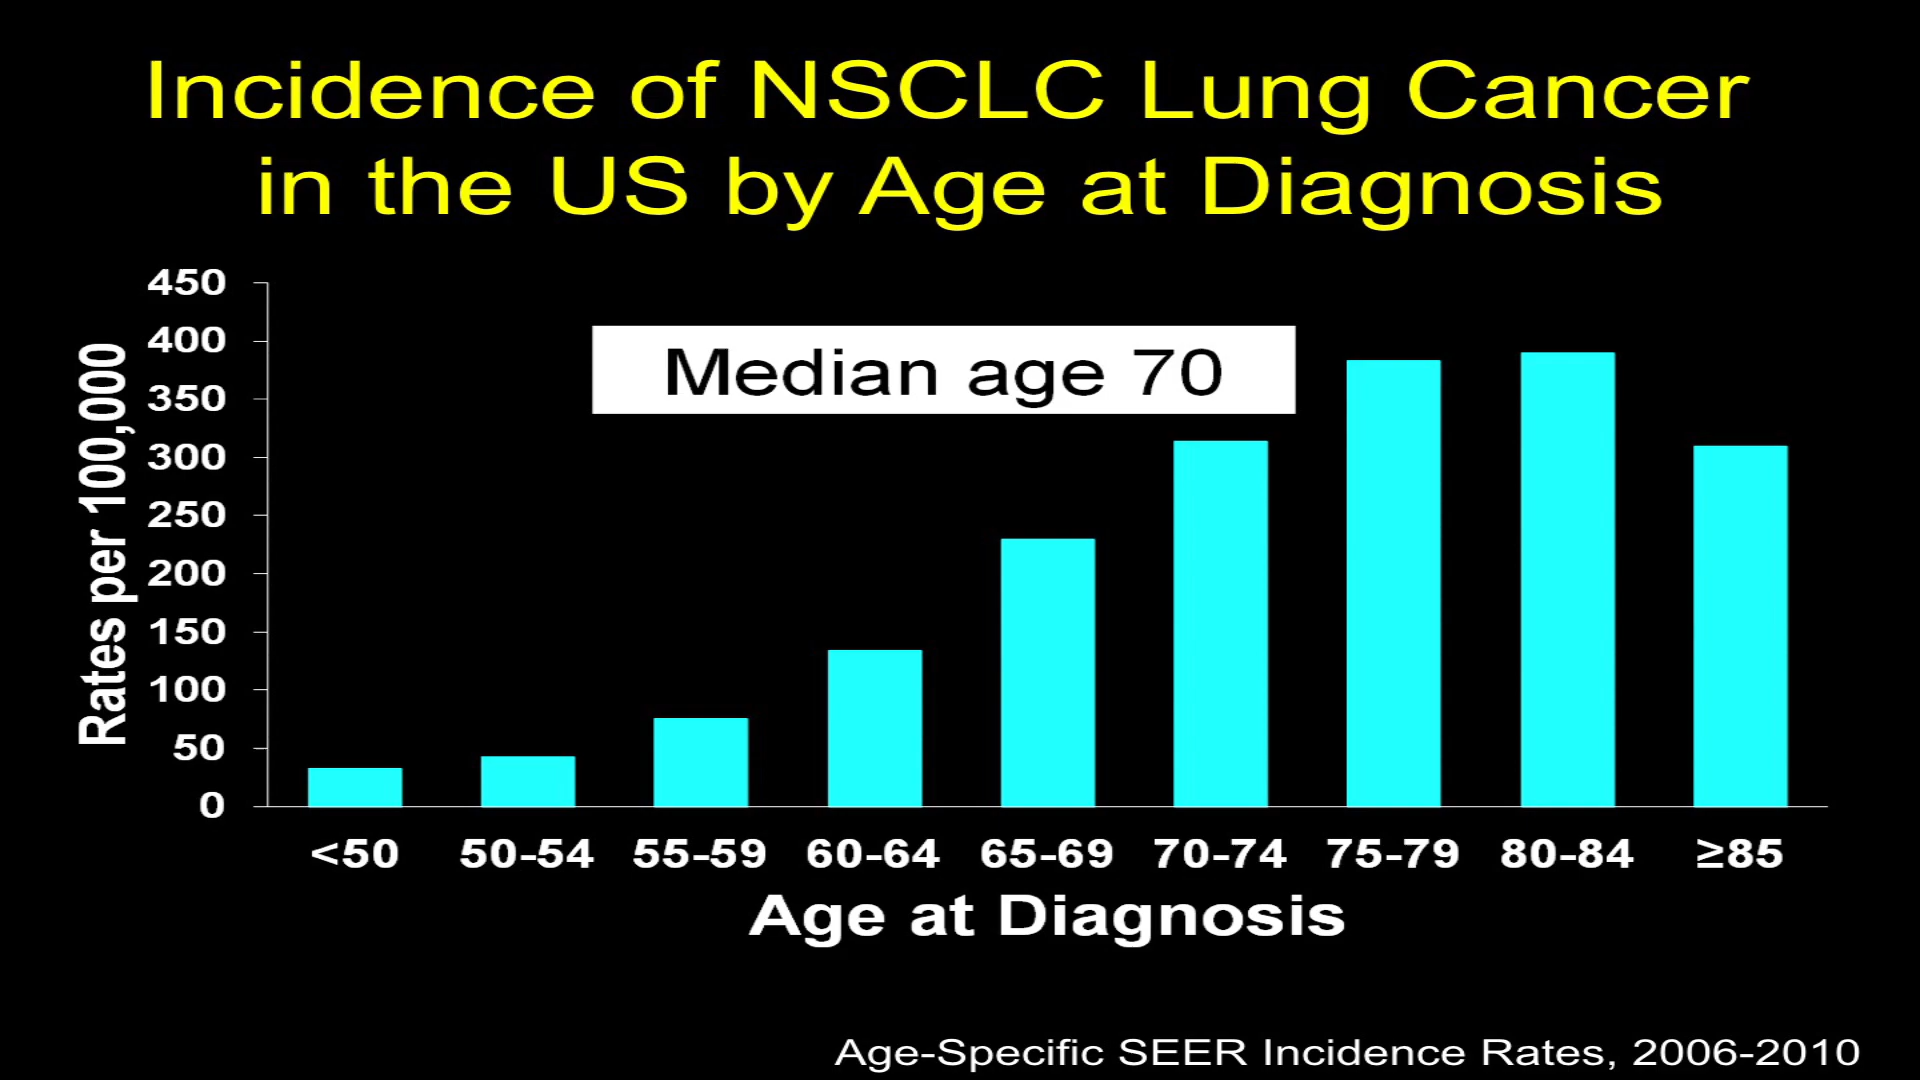 Incidence of NSCLC Lung Cancer
in the US by Age at Diagnosis
Rates per 100,000
450
400
350
300
250
200
150
100
50
0
Median age 70
<50 50-54 55-59 60-64 65-69 70-74 75-79 80-84 ≥85
Age at Diagnosis
Age-Specific SEER Incidence Rates, 2006-2010